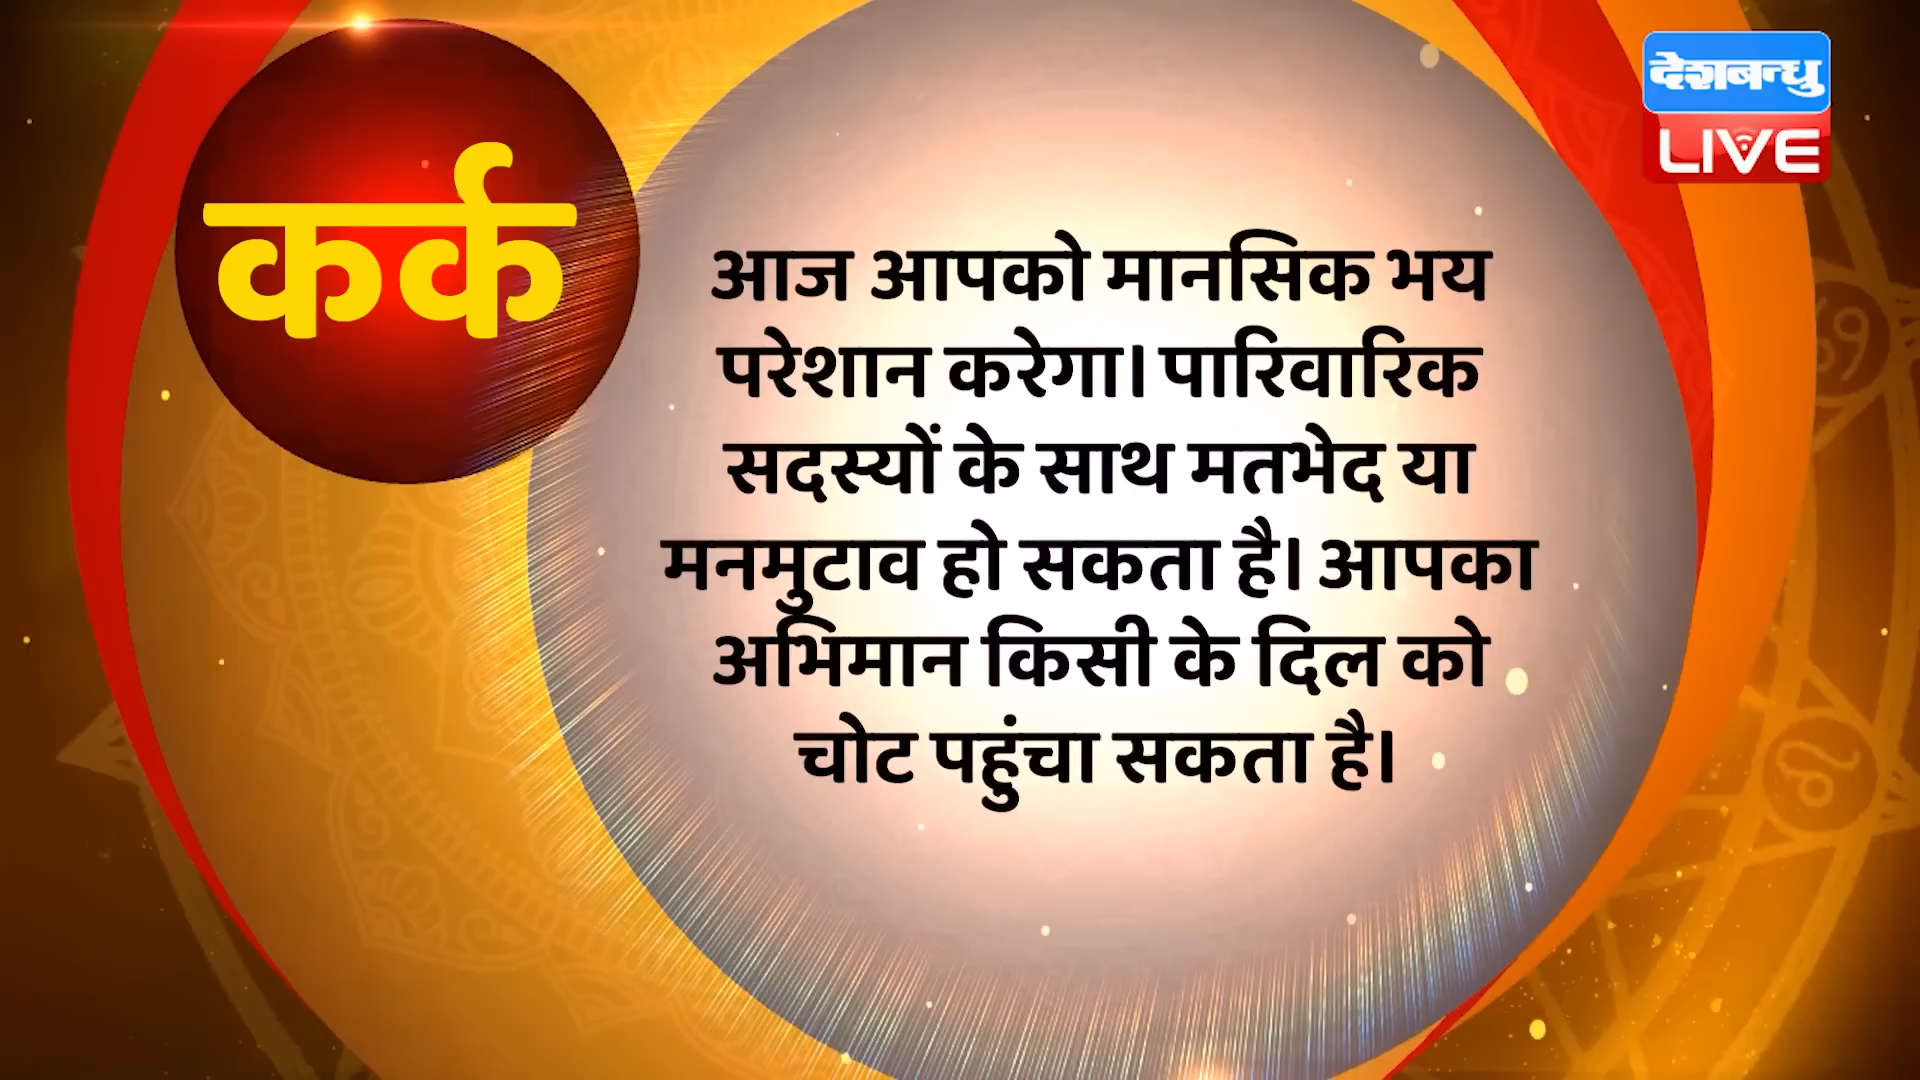 कर्क
देशबन्धु
LIVE
आज आपको मानसिक भय
परेशान करेगा। पारिवारिक
सदस्यों के साथ मतभेद या
मनमुटाव हो सकता है। आपका
अभिमान किसी के दिल को
चोट पहुंचा सकता है।